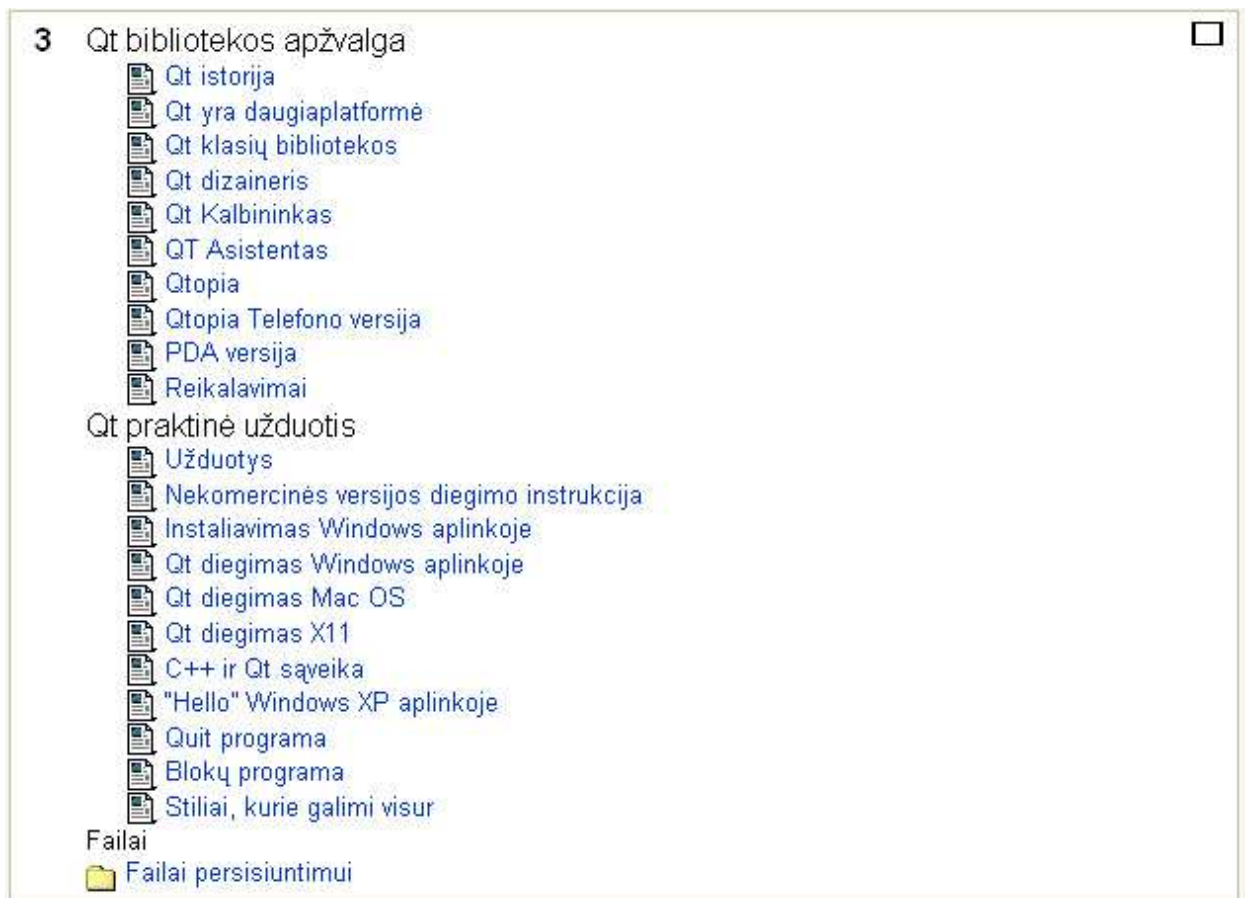 3 Qt bibliotekos apžvalga
Qt istorija
Qt yra daugiaplatformė
Qt klasių bibliotekos
Qt dizaineris
Qt Kalbininkas
QT Asistentas
Qtopia
Qtopia Telefono versija
PDA versija
Reikalavimai
Qt praktinė užduotis
Užduotys
Nekomercinės versijos diegimo instrukcija
Instaliavimas Windows aplinkoje
Qt diegimas Windows aplinkoje
Qt diegimas Mac OS
Qt diegimas X11
C++ ir Qt sąveika
"Hello" Windows XP aplinkoje
Quit programa
Blokų programa
Stiliai, kurie galimi visur
Failai
Failai persisiuntimui